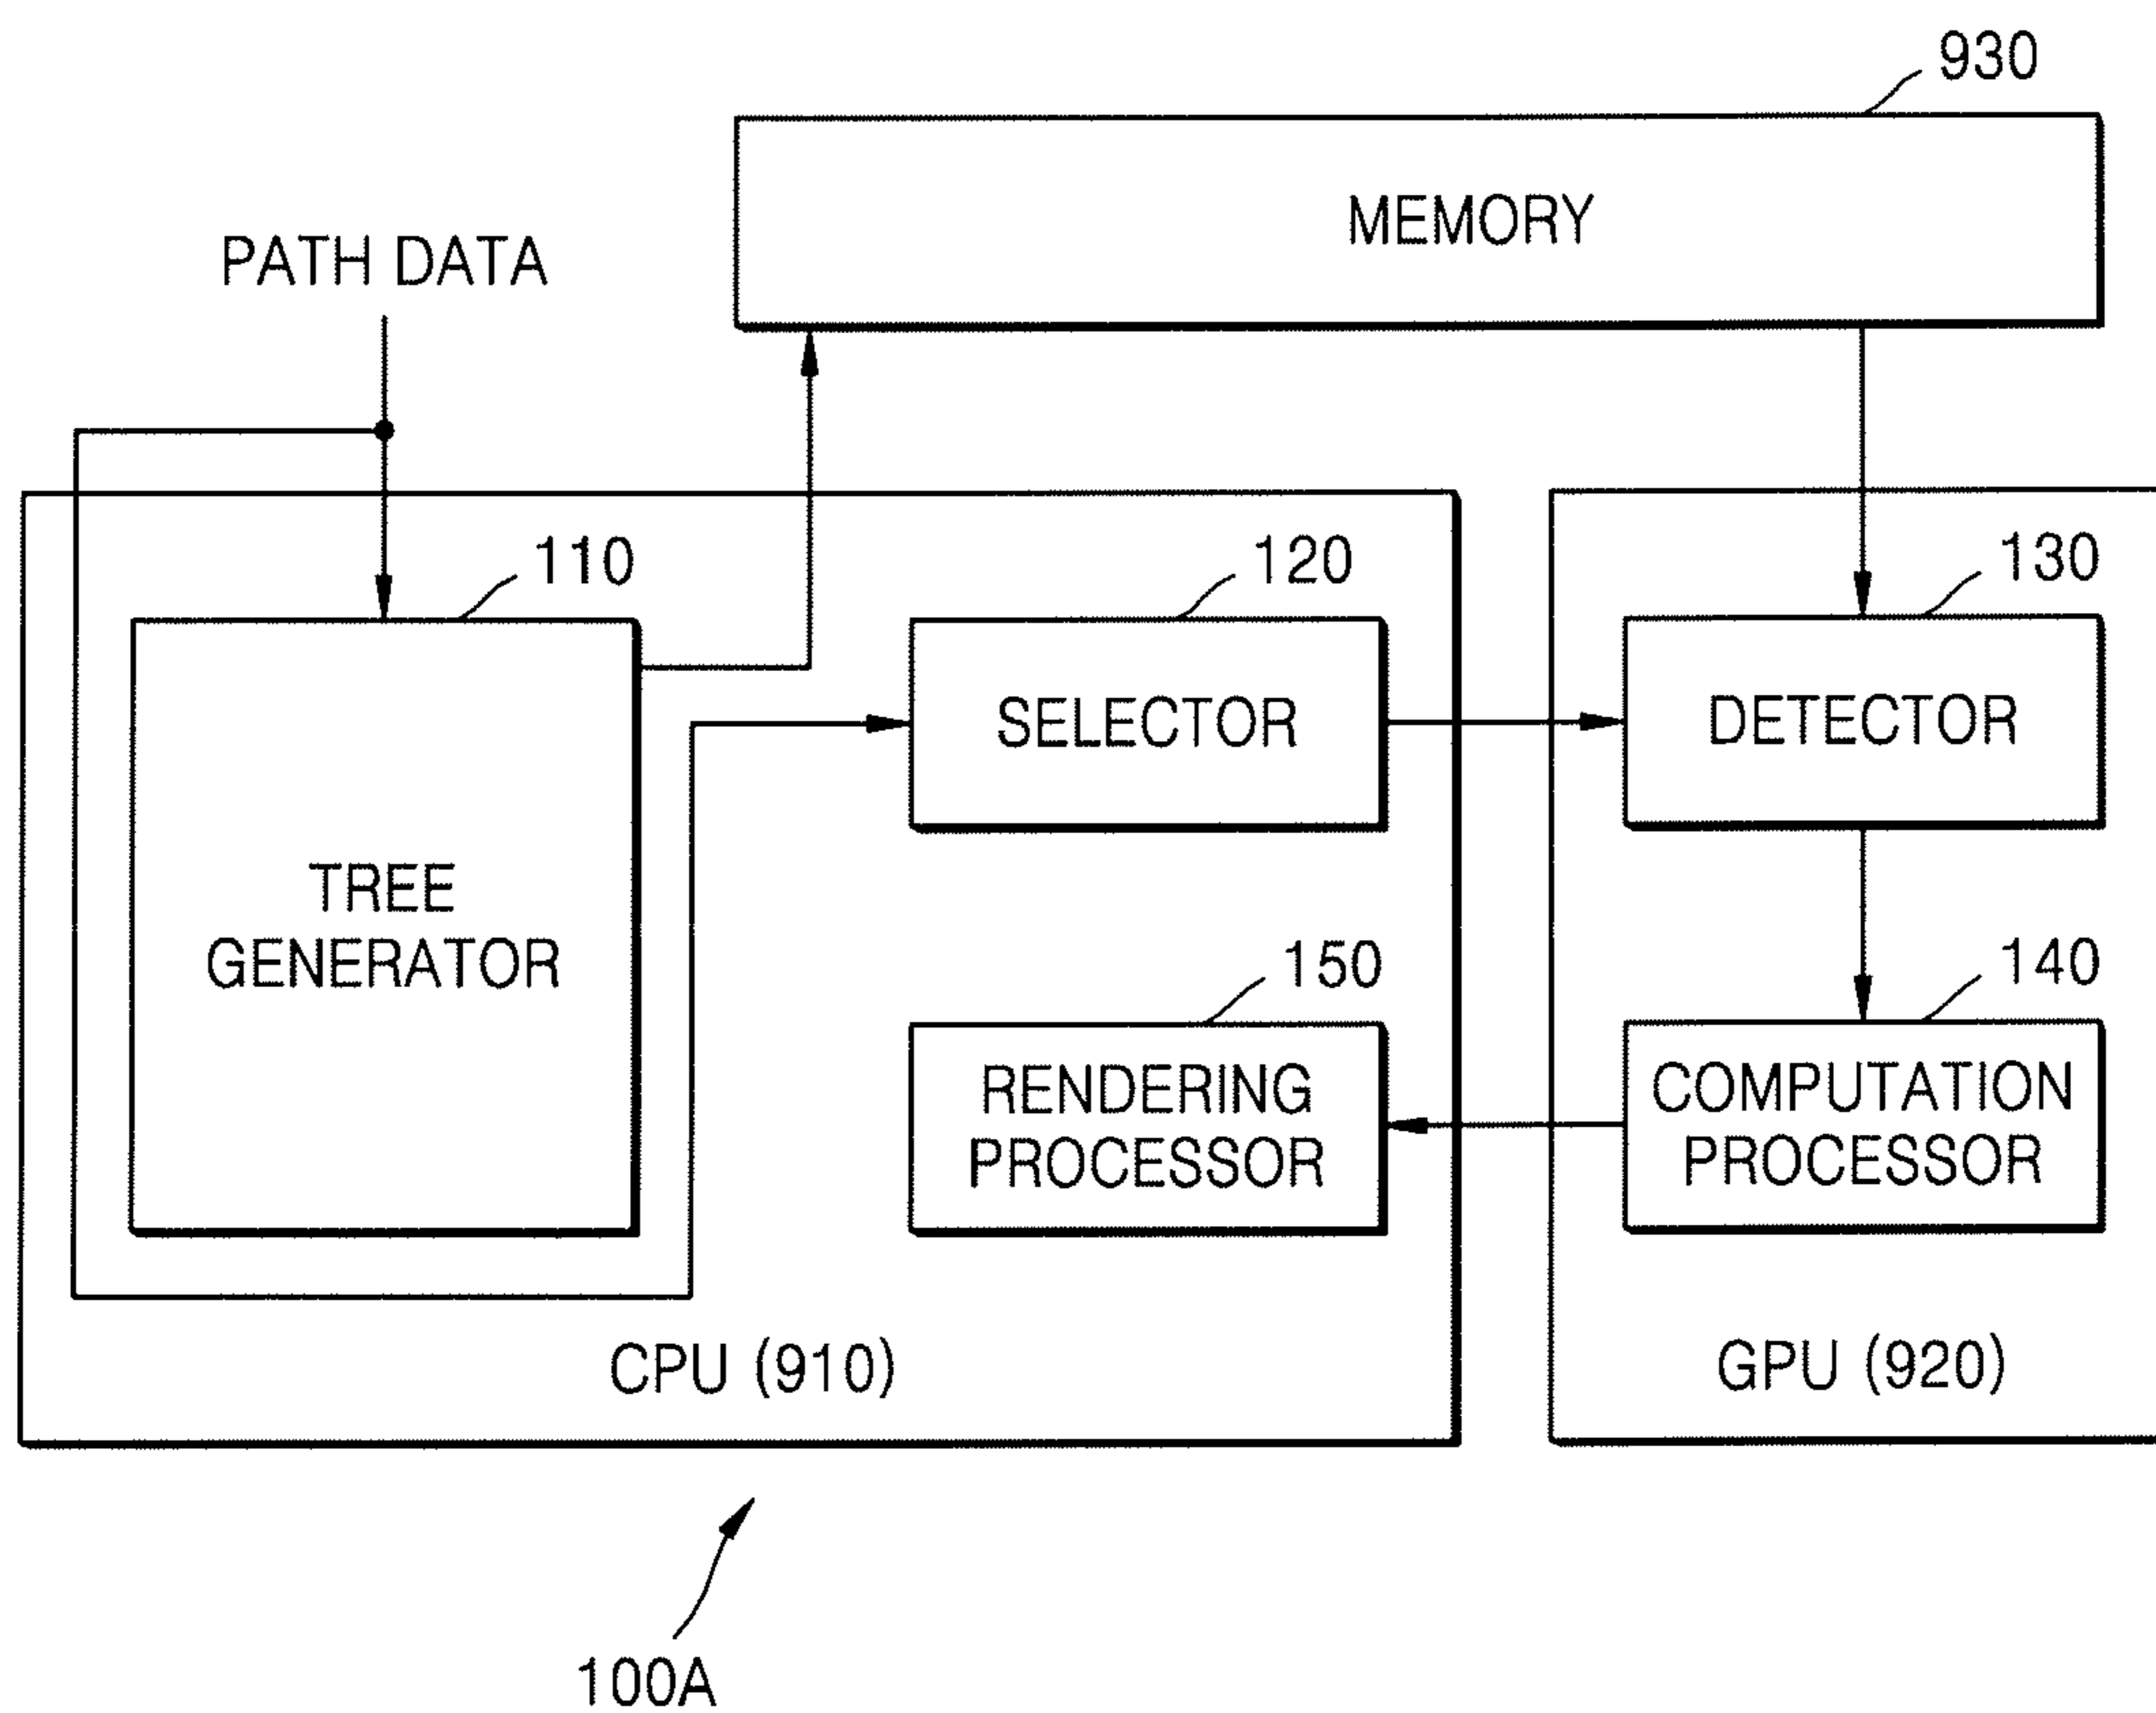 930
MEMORY
PATH DATA
110
120
130
TREE
GENERATOR
SELECTOR
DETECTOR
150
140
RENDERING
PROCESSOR
COMPUTATION
PROCESSOR
CPU (910)
GPU (920)
100A